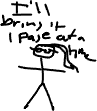 I'll
bring it
1 page at a
time